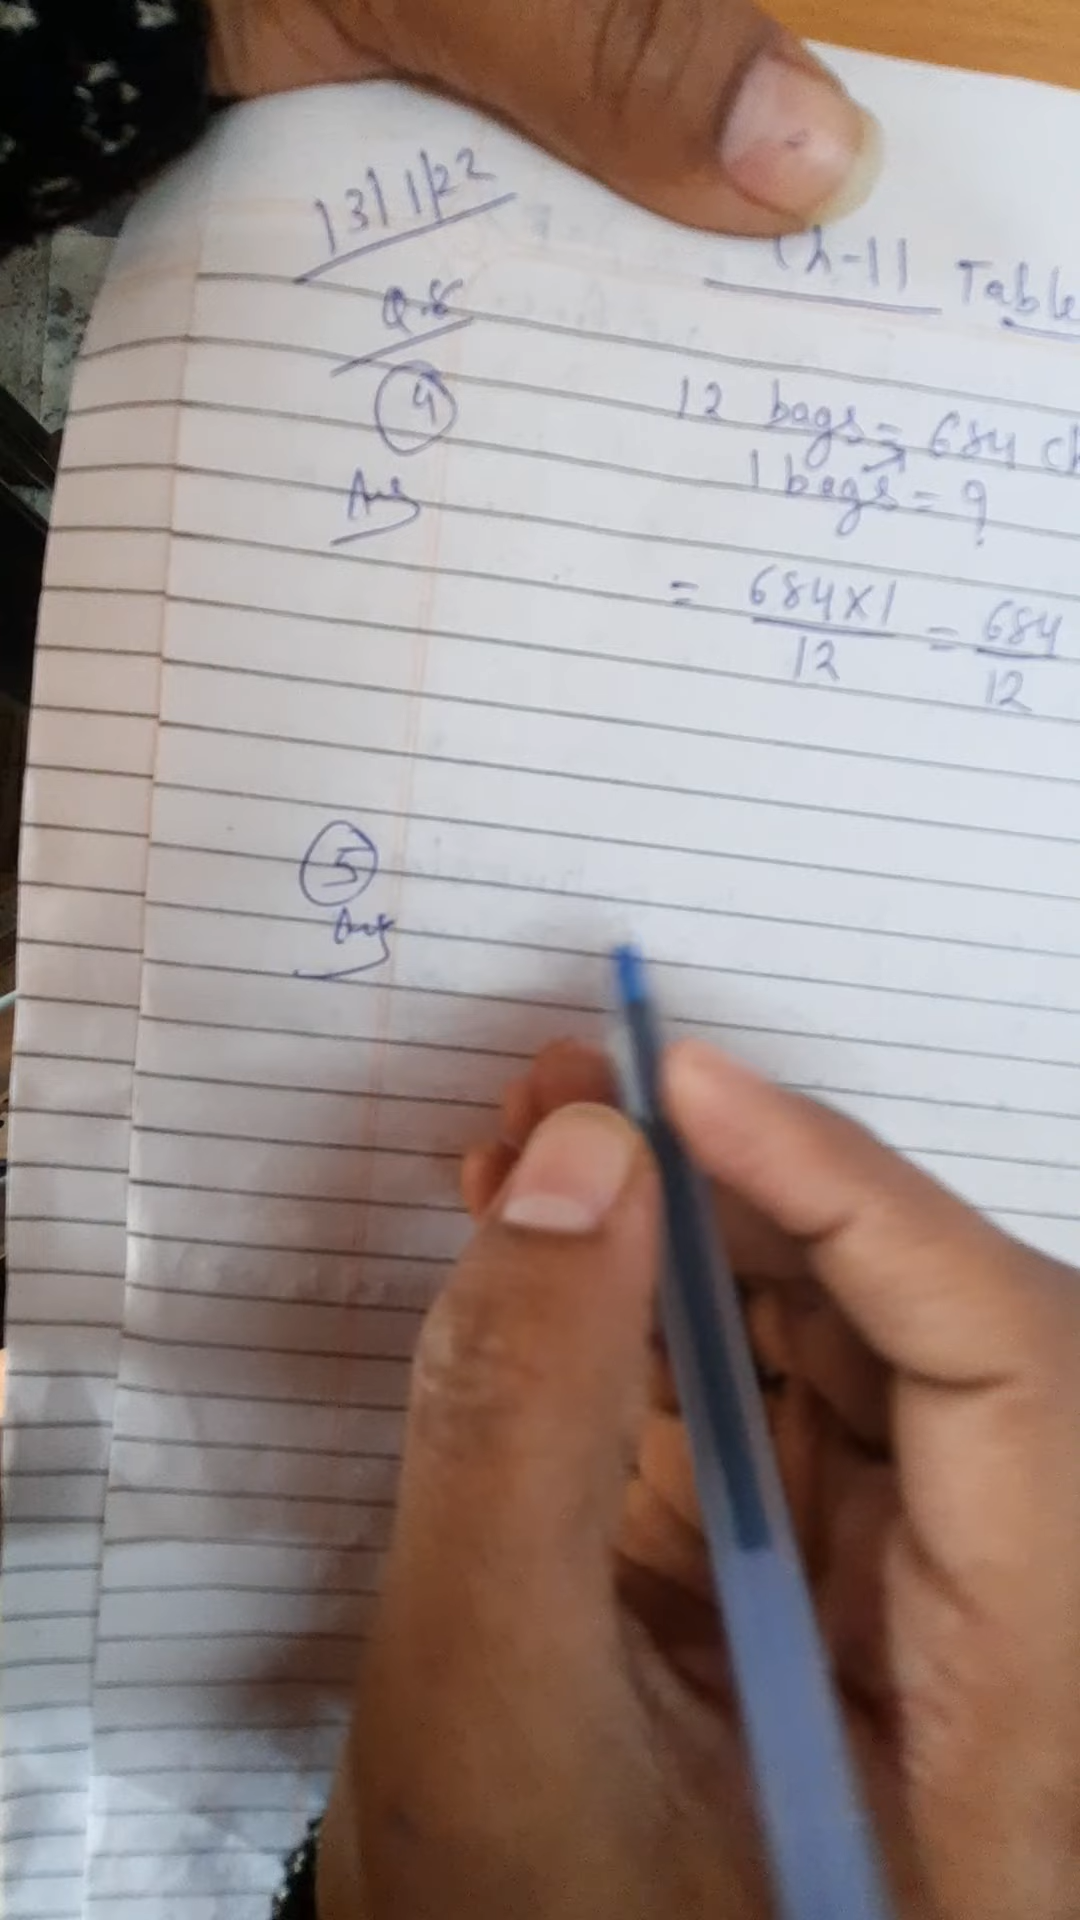 13/1/22
Ch-11 Table
Q.8
4
12 bags = 684 ch
Ans
1 bags = ?
= 684×1/12 = 684/12
5
Ans